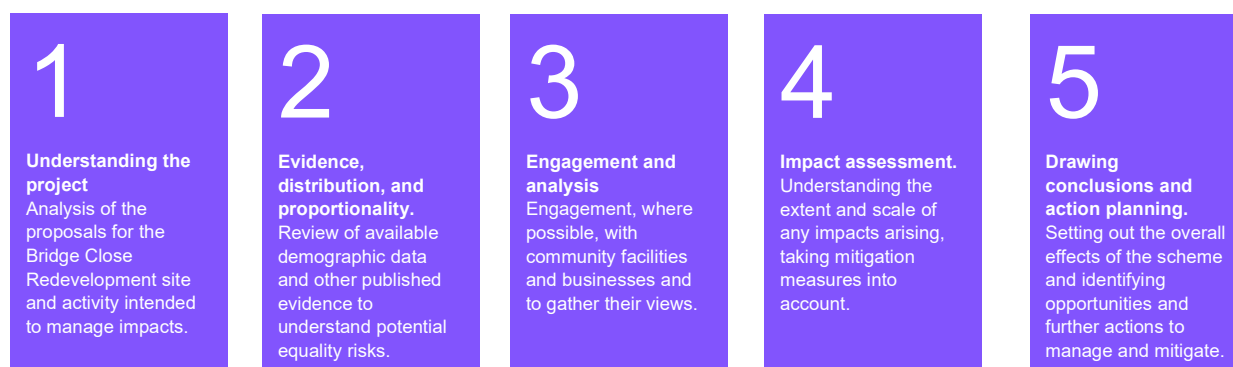 1
Understanding the
project
Analysis of the
proposals for the
Bridge Close
Redevelopment site
and activity intended
to manage impacts.
2
Evidence,
distribution, and
proportionality.
Review of available
demographic data
and other published
evidence to
understand potential
equality risks.
3
Engagement and
analysis
Engagement, where
possible, with
community facilities
and businesses and
to gather their views.
4
Impact assessment.
Understanding the
extent and scale of
any impacts arising,
taking mitigation
measures into
account.
5
Drawing
conclusions and
action planning.
Setting out the overall
effects of the scheme
and identifying
opportunities and
further actions to
manage and mitigate.